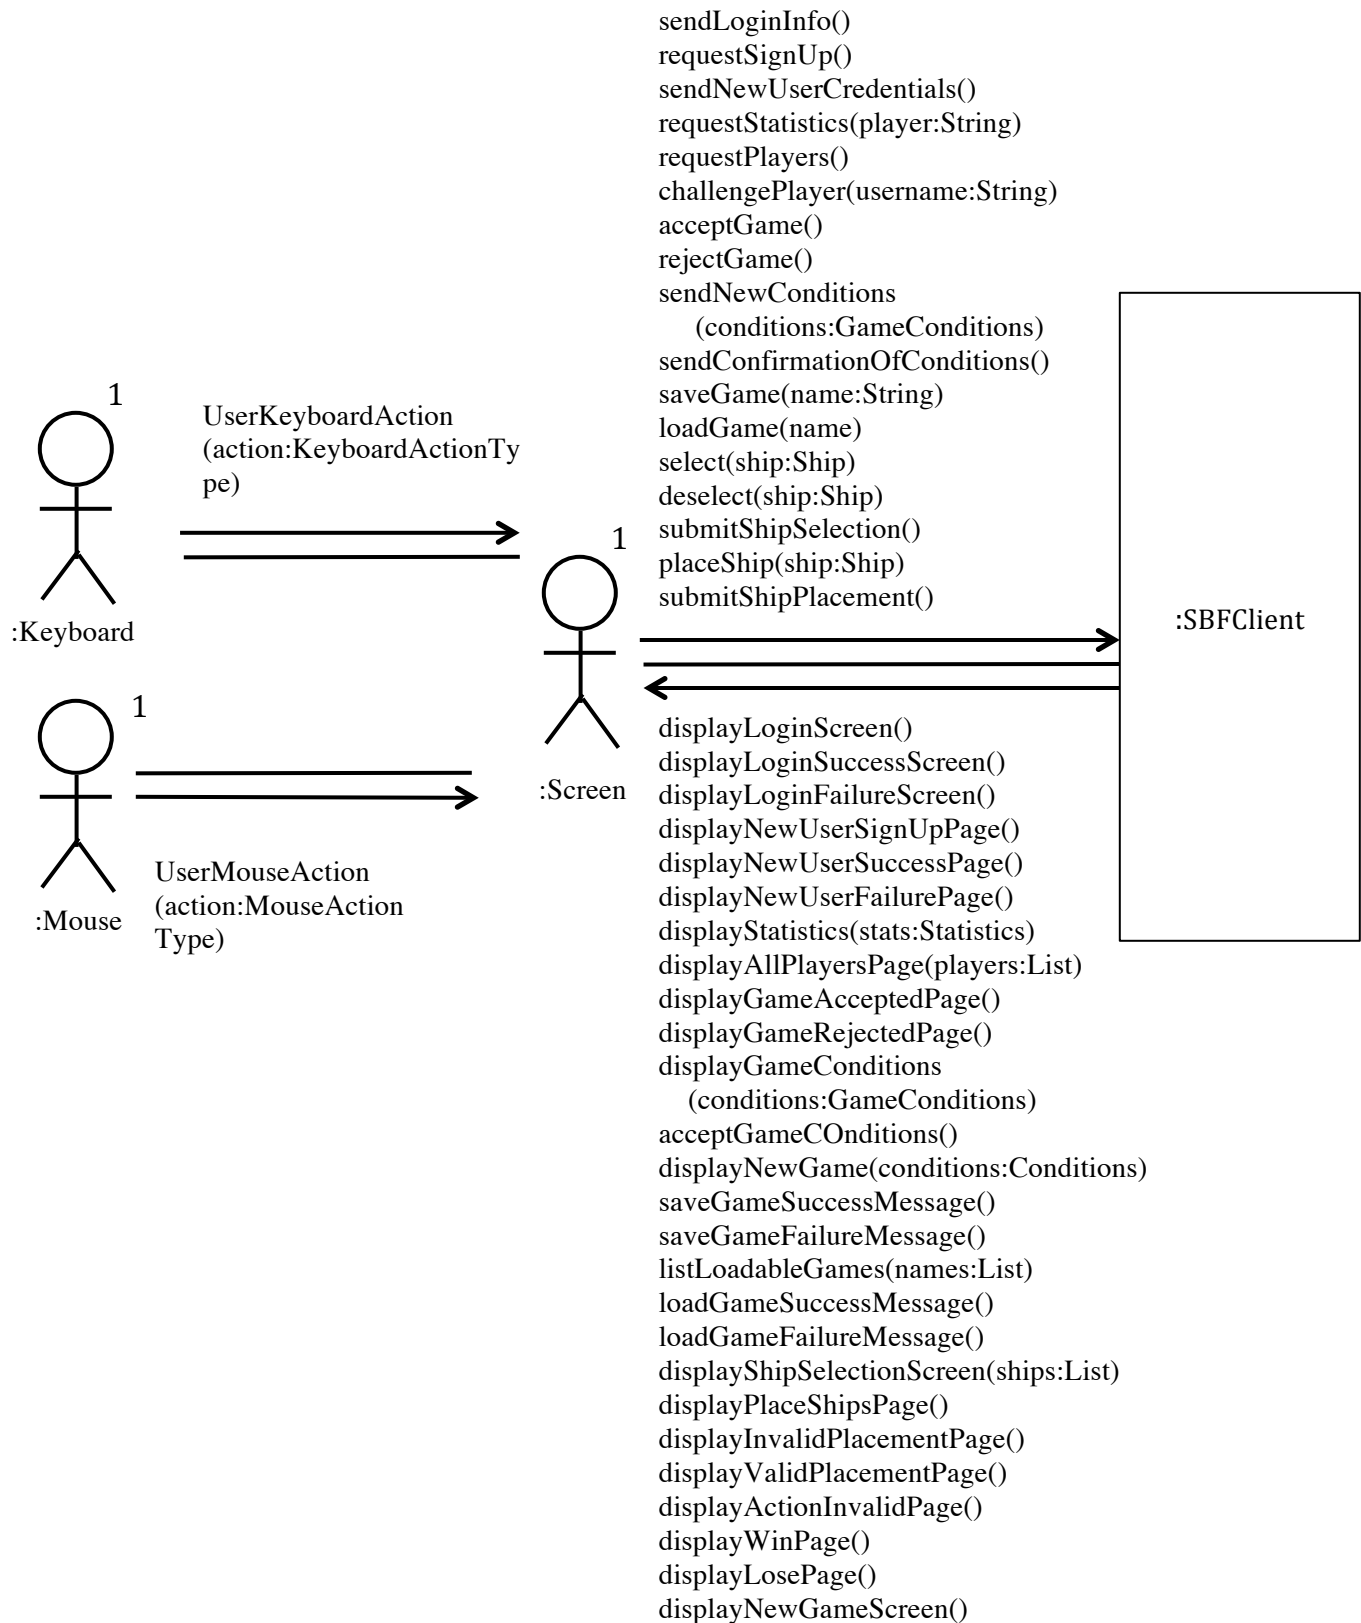 sendLoginInfo()
requestSignUp()
sendNewUserCredentials()
requestStatistics(player:String)
requestPlayers()
challengePlayer(username:String)
acceptGame()
rejectGame()
sendNewConditions
(conditions:GameConditions)
sendConfirmationOfConditions()
saveGame(name:String)
loadGame(name)
select(ship:Ship)
deselect(ship:Ship)
submitShipSelection()
placeShip(ship:Ship)
submitShipPlacement()
1
UserKeyboardAction
(action:KeyboardActionTy
pe)
:Keyboard
1
:Screen
:SBFClient
1
:Mouse
UserMouseAction
(action:MouseAction
Type)
displayLoginScreen()
displayLoginSuccessScreen()
displayLoginFailureScreen()
displayNewUserSignUpPage()
displayNewUserSuccessPage()
displayNewUserFailurePage()
displayStatistics(stats:Statistics)
displayAllPlayersPage(players:List)
displayGameAcceptedPage()
displayGameRejectedPage()
displayGameConditions
(conditions:GameConditions)
acceptGameCOnditions()
displayNewGame(conditions:Conditions)
saveGameSuccessMessage()
saveGameFailureMessage()
listLoadableGames(names:List)
loadGameSuccessMessage()
loadGameFailureMessage()
displayShipSelectionScreen(ships:List)
displayPlaceShipsPage()
displayInvalidPlacementPage()
displayValidPlacementPage()
displayActionInvalidPage()
displayWinPage()
displayLosePage()
displayNewGameScreen()